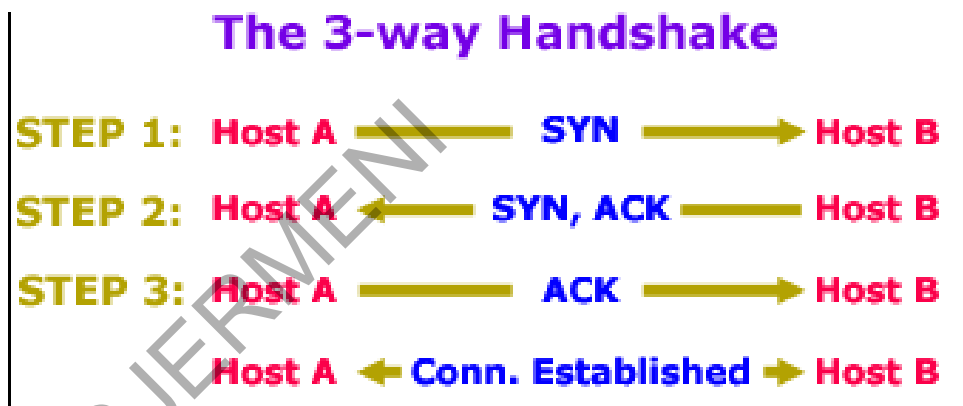 The 3-way Handshake
STEP 1: Host A SYN Host B
STEP 2: Host A SYN, ACK Host B
STEP 3: Host A ACK Host B
Host A Conn. Established Host B
JERMENI